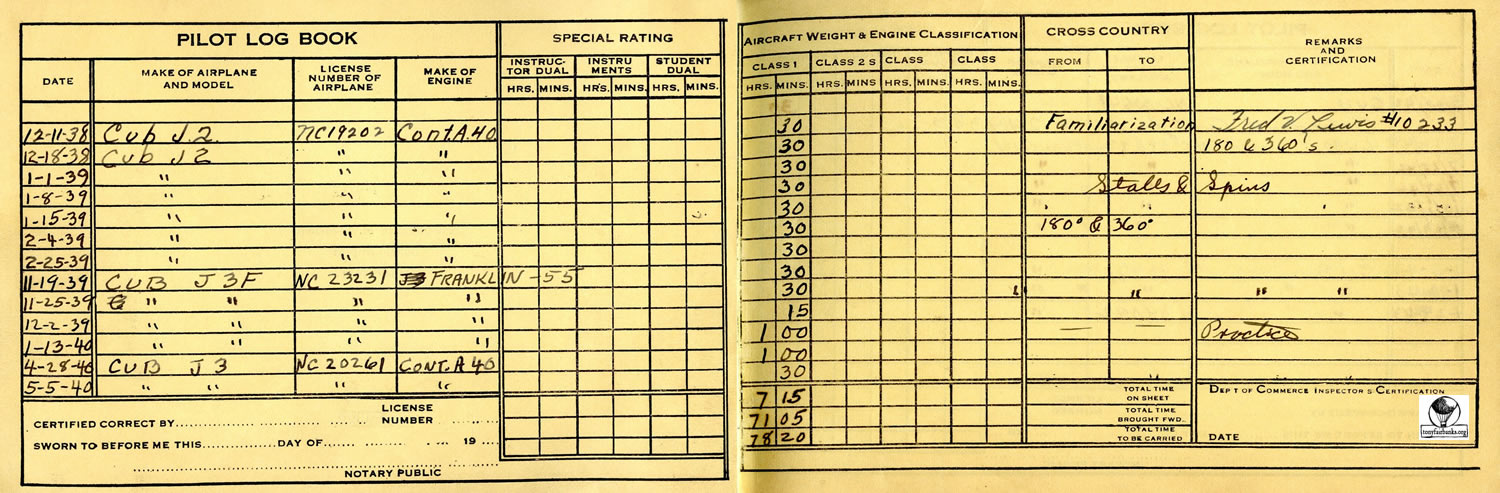 PILOT LOG BOOK SPECIAL RATING AIRCRAFT WEIGHT & ENGINE CLASSIFICATION CROSS COUNTRY REMARKS AND CERTIFICATION
DATE MAKE OF AIRPLANE AND MODEL LICENSE NUMBER OF AIRPLANE MAKE OF ENGINE INSTRUCTOR DUAL INSTRUMENTS STUDENT DUAL CLASS 1 CLASS 2 S CLASS CLASS FROM TO
HRS. MINS. HRS. MINS. HRS. MINS. HRS. MINS. HRS. MINS. HRS. MINS. HRS. MINS.
12-11-38 Cub J2 NC19202 Cont.A.40 30 Familiarization Fred V. Lewis #10233
12-18-38 Cub J2 " " 30 180 & 360's.
1-1-39 " " " 30
1-8-39 " " " 30 Stalls & Spins
1-15-39 " " " 30
2-4-39 " " " 30 180° & 360°
2-25-39 " " " 30
11-19-39 CUB J3F NC 23231 FRANKLIN-55 30
11-25-39 " " " " 30 " " " "
12-2-39 " " " " 15
1-13-40 " " " " 1 00 — — Practice
4-28-40 CUB J3 NC20261 CONT.A40 1 00
5-5-40 " " " " 30
7 15 TOTAL TIME ON SHEET DEPT OF COMMERCE INSPECTOR'S CERTIFICATION
CERTIFIED CORRECT BY LICENSE NUMBER 71 05 TOTAL TIME BROUGHT FWD.
SWORN TO BEFORE ME THIS DAY OF 19 78 20 TOTAL TIME TO BE CARRIED DATE
NOTARY PUBLIC
tonyfairbanks.org